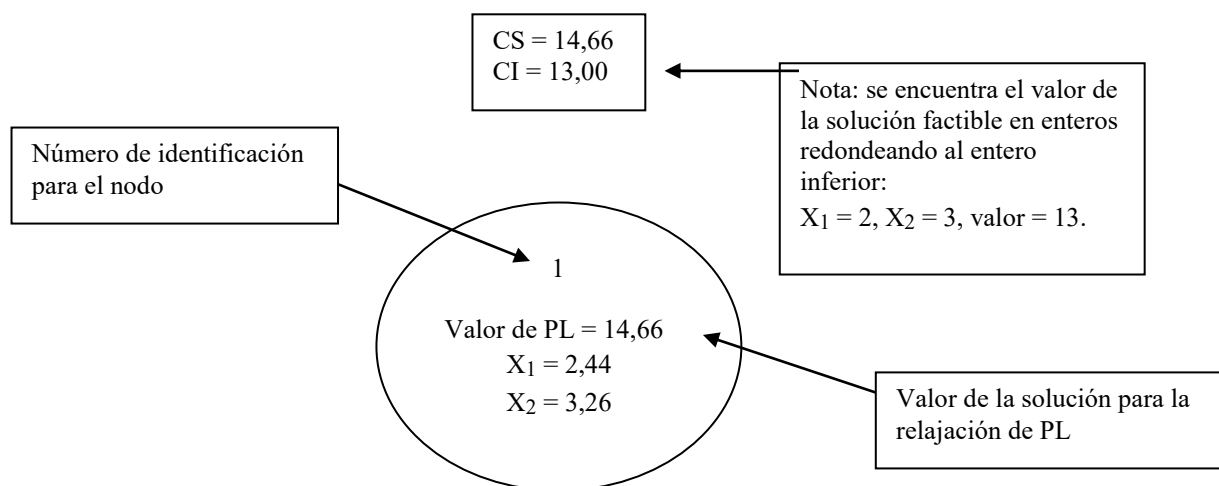 CS = 14,66
CI = 13,00
Nota: se encuentra el valor de
la solución factible en enteros
redondeando al entero
inferior:
X1 = 2, X2 = 3, valor = 13.
Número de identificación
para el nodo
1
Valor de PL = 14,66
X1 = 2,44
X2 = 3,26
Valor de la solución para la
relajación de PL